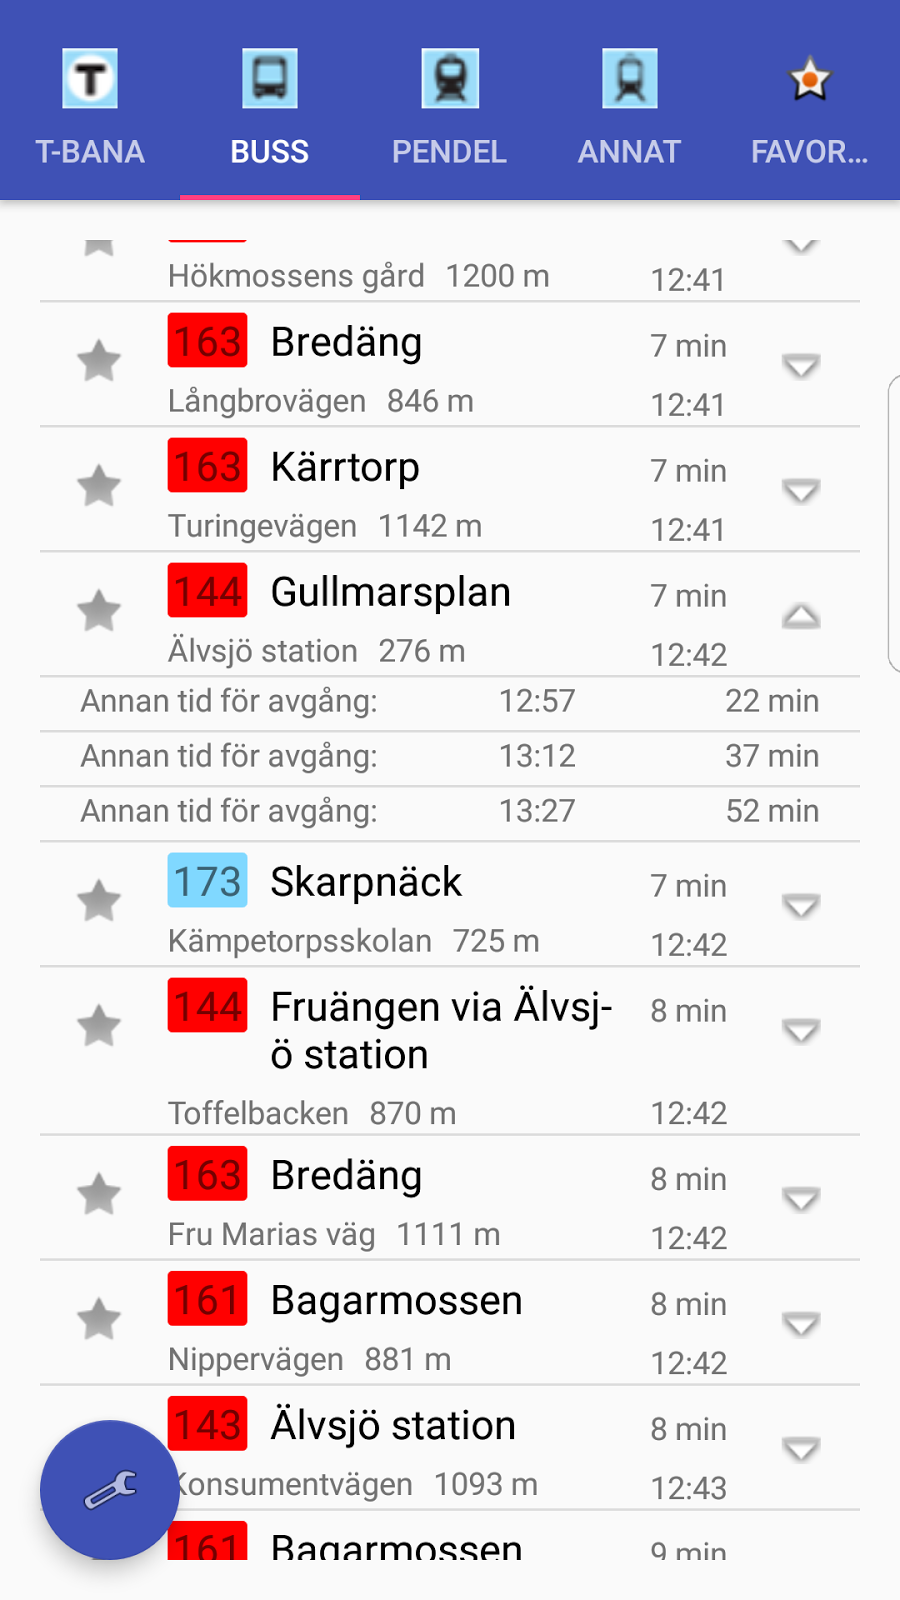 T
T-BANA BUSS PENDEL ANNAT FAVOR...
Hökmossens gård 1200 m 12:41
163 Bredäng 7 min
Långbrovägen 846 m 12:41
163 Kärrtorp 7 min
Turingevägen 1142 m 12:41
144 Gullmarsplan 7 min
Älvsjö station 276 m 12:42
Annan tid för avgång: 12:57 22 min
Annan tid för avgång: 13:12 37 min
Annan tid för avgång: 13:27 52 min
173 Skarpnäck 7 min
Kämpetorpsskolan 725 m 12:42
144 Fruängen via Älvsj- 8 min
ö station
Toffelbacken 870 m 12:42
163 Bredäng 8 min
Fru Marias väg 1111 m 12:42
161 Bagarmossen 8 min
Nippervägen 881 m 12:42
143 Älvsjö station 8 min
Konsumentvägen 1093 m 12:43
161 Bagarmossen 9 min